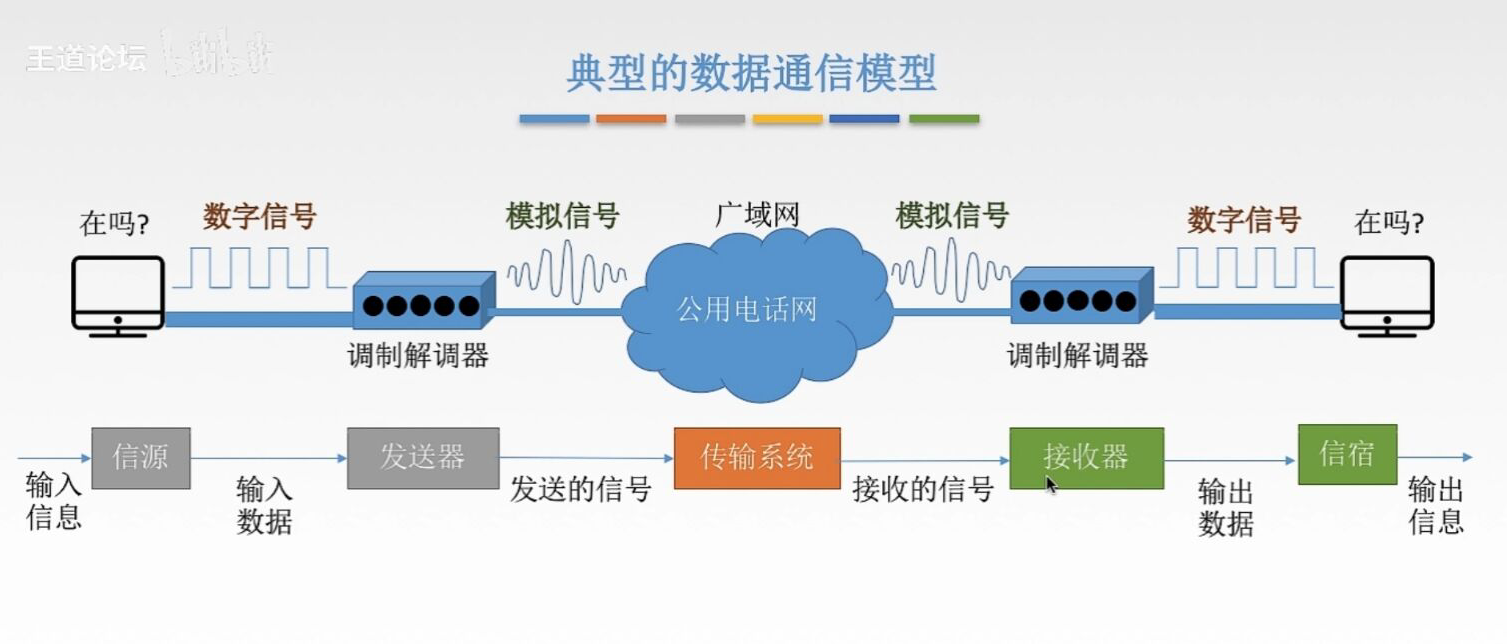 王道论坛 bilibili
典型的数据通信模型
在吗?
数字信号
模拟信号
广域网
模拟信号
数字信号
在吗?
公用电话网
调制解调器
调制解调器
信源
发送器
传输系统
接收器
信宿
输入
信息
输入
数据
发送的信号
接收的信号
输出
数据
输出
信息